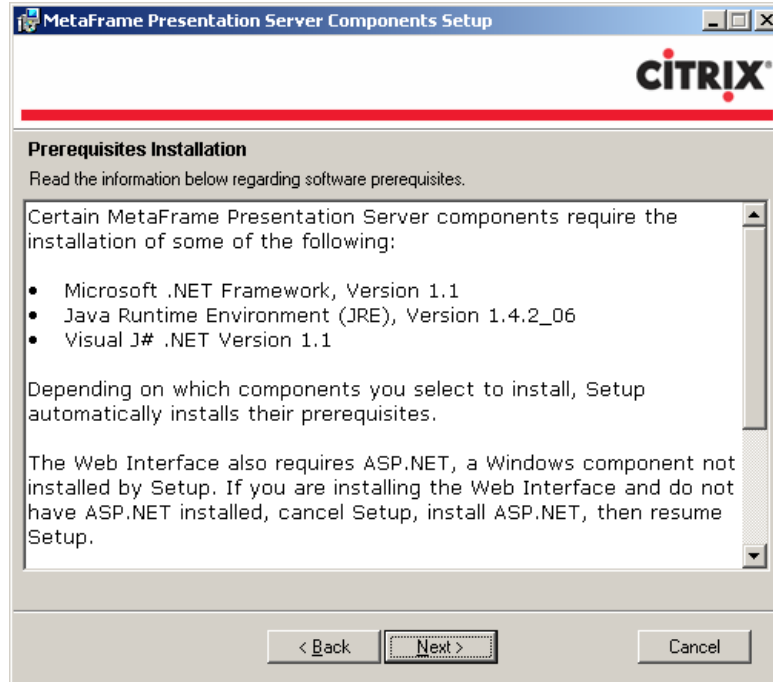 MetaFrame Presentation Server Components Setup
CITRIX
Prerequisites Installation
Read the information below regarding software prerequisites.
Certain MetaFrame Presentation Server components require the
installation of some of the following:
• Microsoft .NET Framework, Version 1.1
• Java Runtime Environment (JRE), Version 1.4.2_06
• Visual J# .NET Version 1.1
Depending on which components you select to install, Setup
automatically installs their prerequisites.
The Web Interface also requires ASP.NET, a Windows component not
installed by Setup. If you are installing the Web Interface and do not
have ASP.NET installed, cancel Setup, install ASP.NET, then resume
Setup.
< Back Next > Cancel